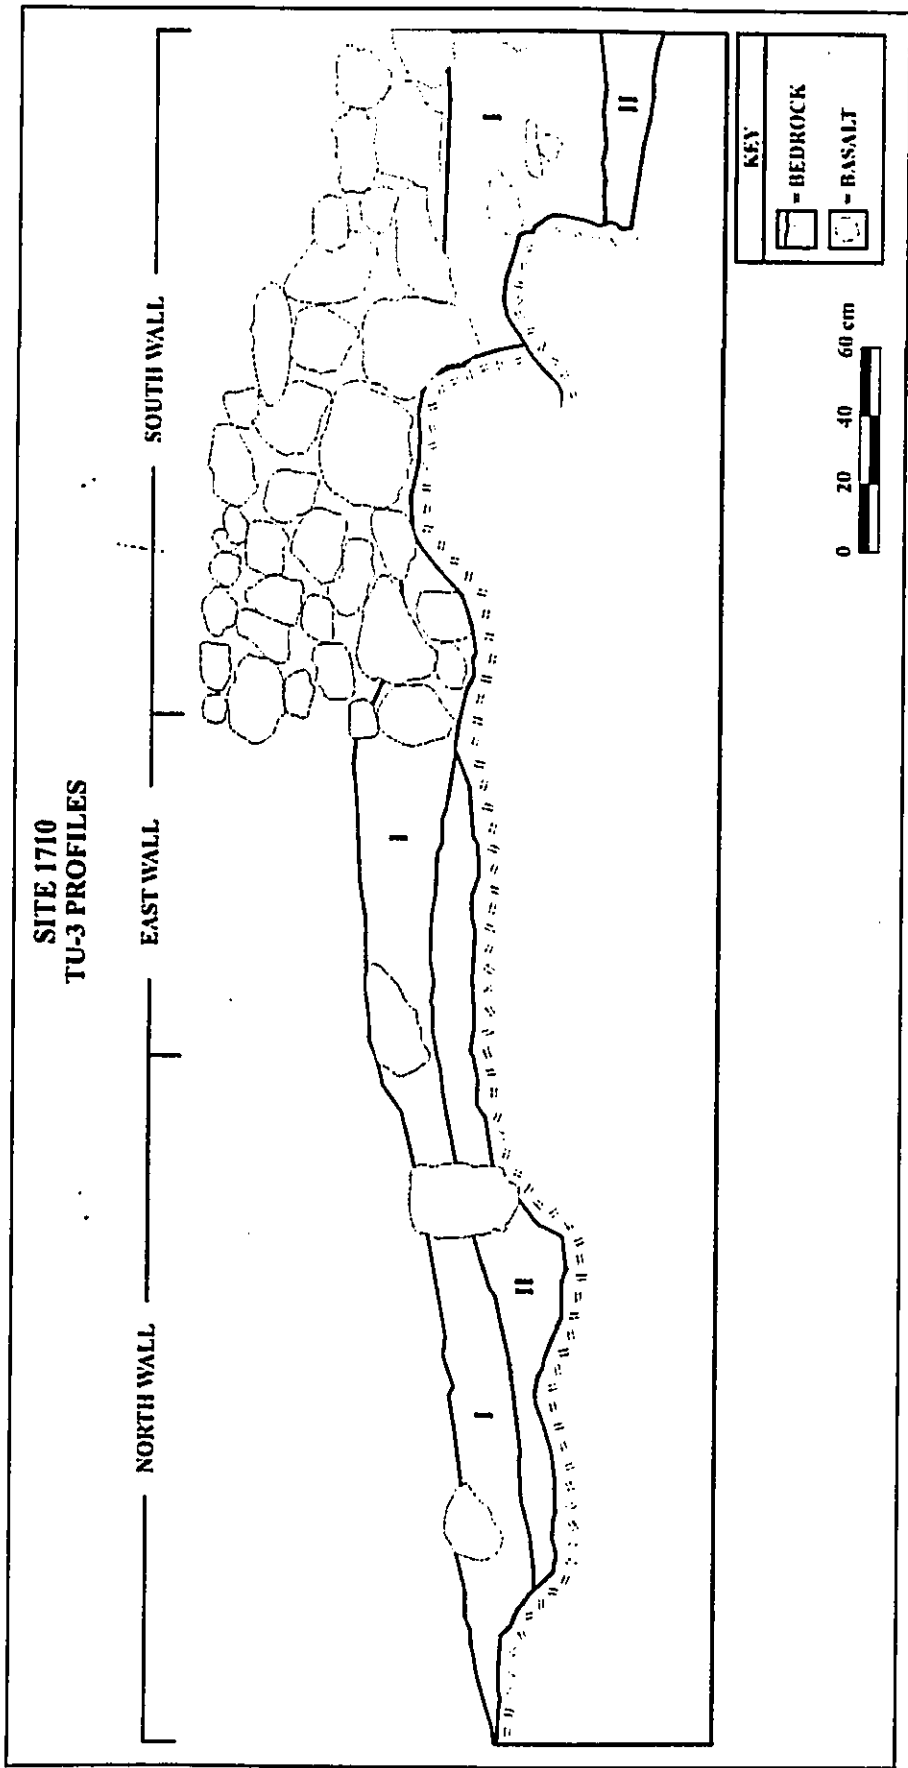 SITE 1710
TU-3 PROFILES
NORTH WALL
EAST WALL
SOUTH WALL
I
II
I
I
II
KEY
= BEDROCK
= BASALT
0 20 40 60 cm